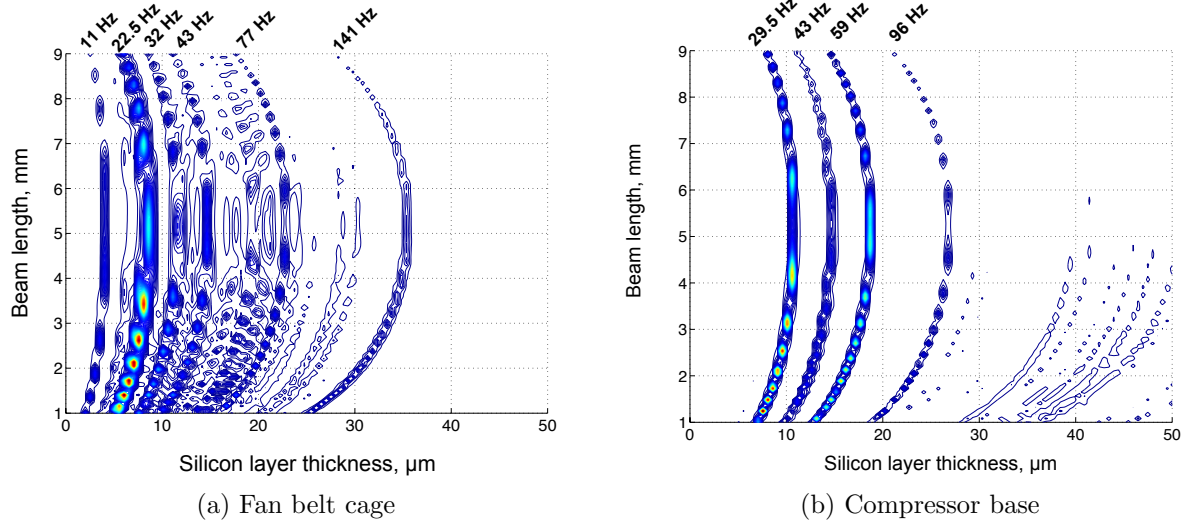 11 Hz
22.5 Hz
32 Hz
43 Hz
77 Hz
141 Hz
9
8
7
6
5
4
3
2
1
Beam length, mm
0 10 20 30 40 50
Silicon layer thickness, μm
(a) Fan belt cage
29.5 Hz
43 Hz
59 Hz
96 Hz
9
8
7
6
5
4
3
2
1
Beam length, mm
0 10 20 30 40 50
Silicon layer thickness, μm
(b) Compressor base